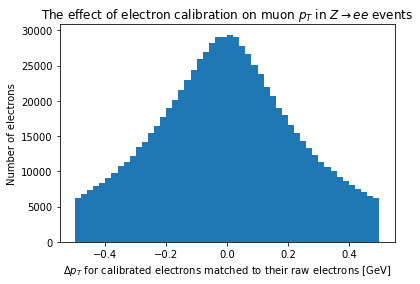 The effect of electron calibration on muon $p_T$ in $Z \to ee$ events
30000
25000
20000
15000
10000
5000
0
Number of electrons
−0.4 −0.2 0.0 0.2 0.4
$\Delta p_T$ for calibrated electrons matched to their raw electrons [GeV]